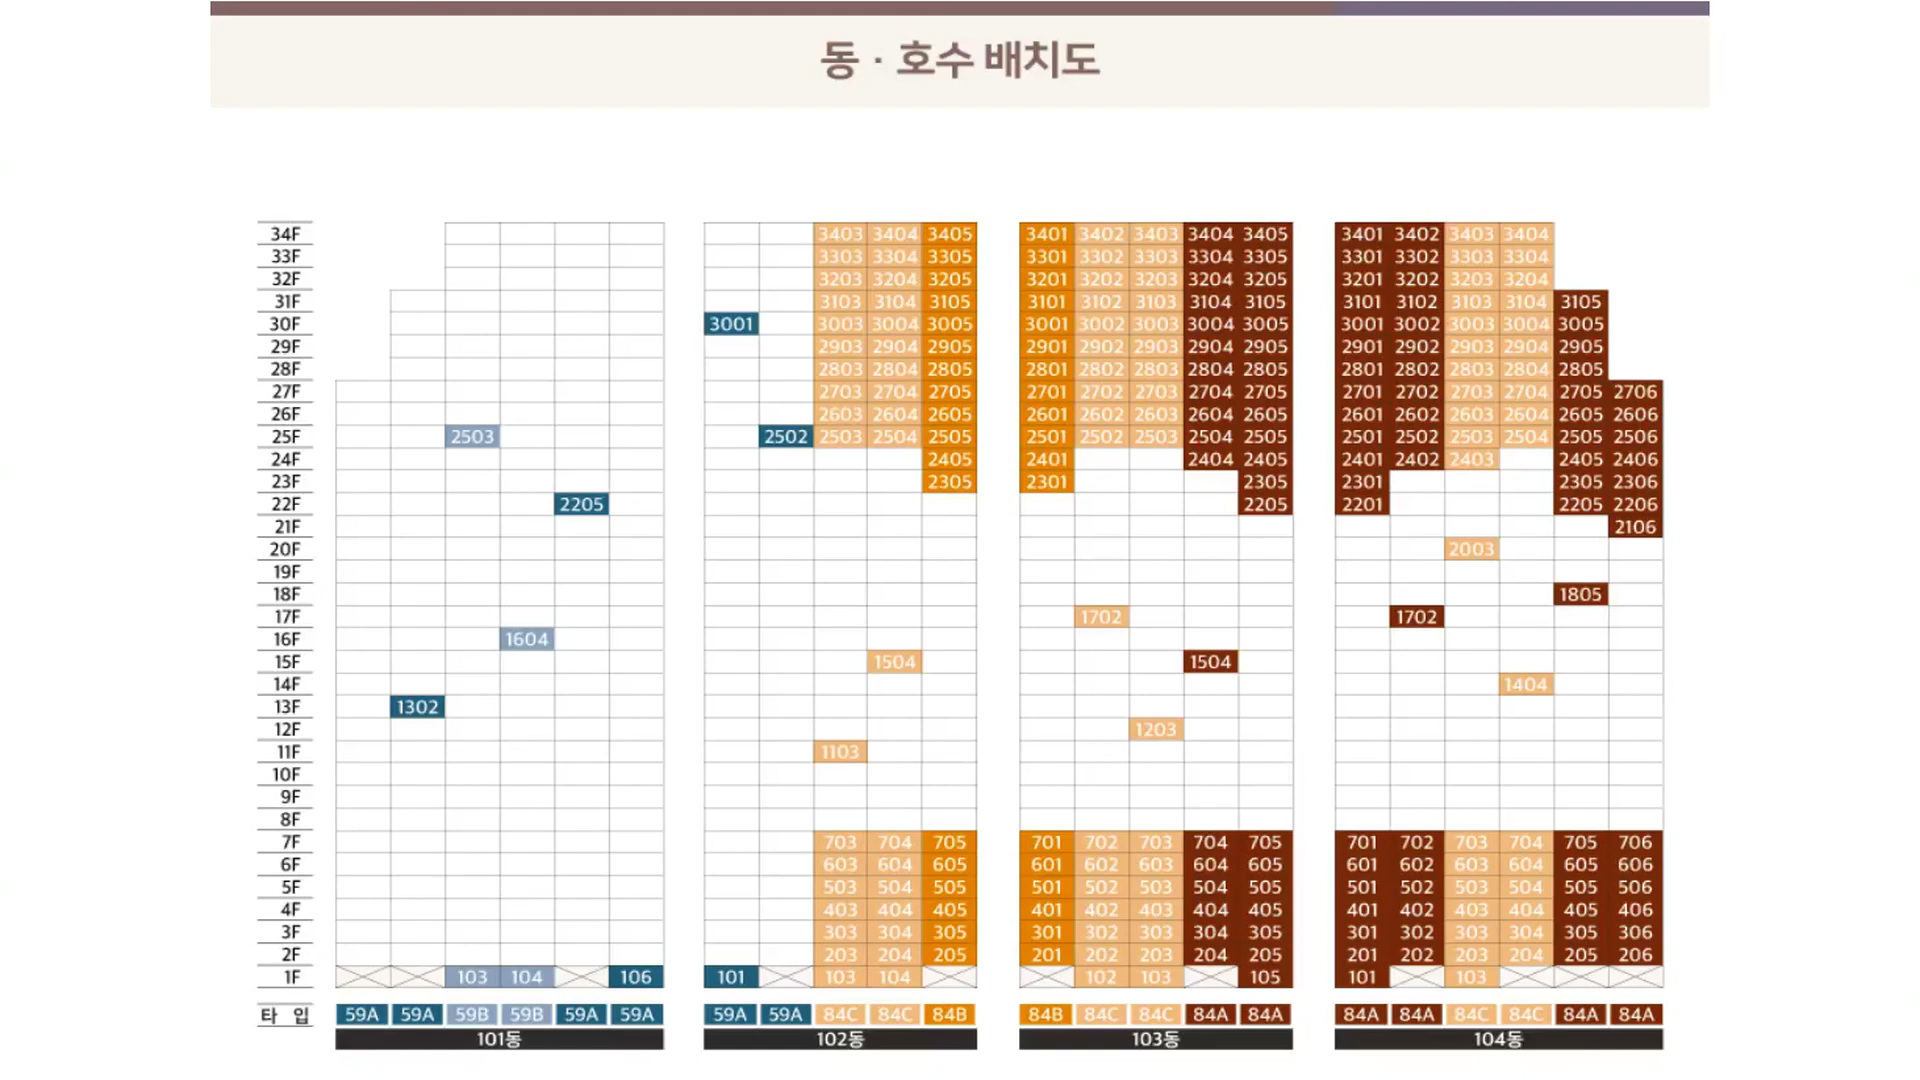 동 · 호수 배치도
34F 3403 3404 3405 3401 3402 3403 3404 3405 3401 3402 3403 3404
33F 3303 3304 3305 3301 3302 3303 3304 3305 3301 3302 3303 3304
32F 3203 3204 3205 3201 3202 3203 3204 3205 3201 3202 3203 3204
31F 3103 3104 3105 3101 3102 3103 3104 3105 3101 3102 3103 3104 3105
30F 3001 3003 3004 3005 3001 3002 3003 3004 3005 3001 3002 3003 3004 3005
29F 2903 2904 2905 2901 2902 2903 2904 2905 2901 2902 2903 2904 2905
28F 2803 2804 2805 2801 2802 2803 2804 2805 2801 2802 2803 2804 2805
27F 2703 2704 2705 2701 2702 2703 2704 2705 2701 2702 2703 2704 2705 2706
26F 2603 2604 2605 2601 2602 2603 2604 2605 2601 2602 2603 2604 2605 2606
25F 2503 2502 2503 2504 2505 2501 2502 2503 2504 2505 2501 2502 2503 2504 2505 2506
24F 2405 2401 2404 2405 2401 2402 2403 2405 2406
23F 2305 2301 2305 2301 2305 2306
22F 2205 2205 2201 2205 2206
21F 2106
20F 2003
19F
18F 1805
17F 1702 1702
16F 1604
15F 1504 1504
14F 1404
13F 1302
12F 1203
11F 1103
10F
9F
8F
7F 703 704 705 701 702 703 704 705 701 702 703 704 705 706
6F 603 604 605 601 602 603 604 605 601 602 603 604 605 606
5F 503 504 505 501 502 503 504 505 501 502 503 504 505 506
4F 403 404 405 401 402 403 404 405 401 402 403 404 405 406
3F 303 304 305 301 302 303 304 305 301 302 303 304 305 306
2F 203 204 205 201 202 203 204 205 201 202 203 204 205 206
1F 103 104 106 101 103 104 102 103 105 101 103
타 입 59A 59A 59B 59B 59A 59A 59A 59A 84C 84C 84B 84B 84C 84C 84A 84A 84A 84A 84C 84C 84A 84A
101동 102동 103동 104동